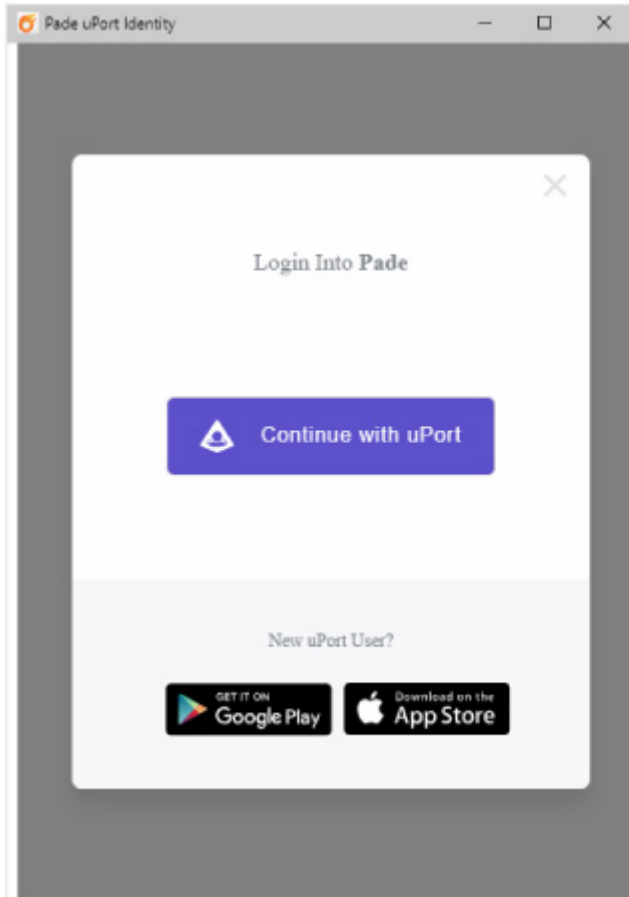 Pade uPort Identity
Login Into Pade
Continue with uPort
New uPort User?
GET IT ON
Google Play
Download on the
App Store